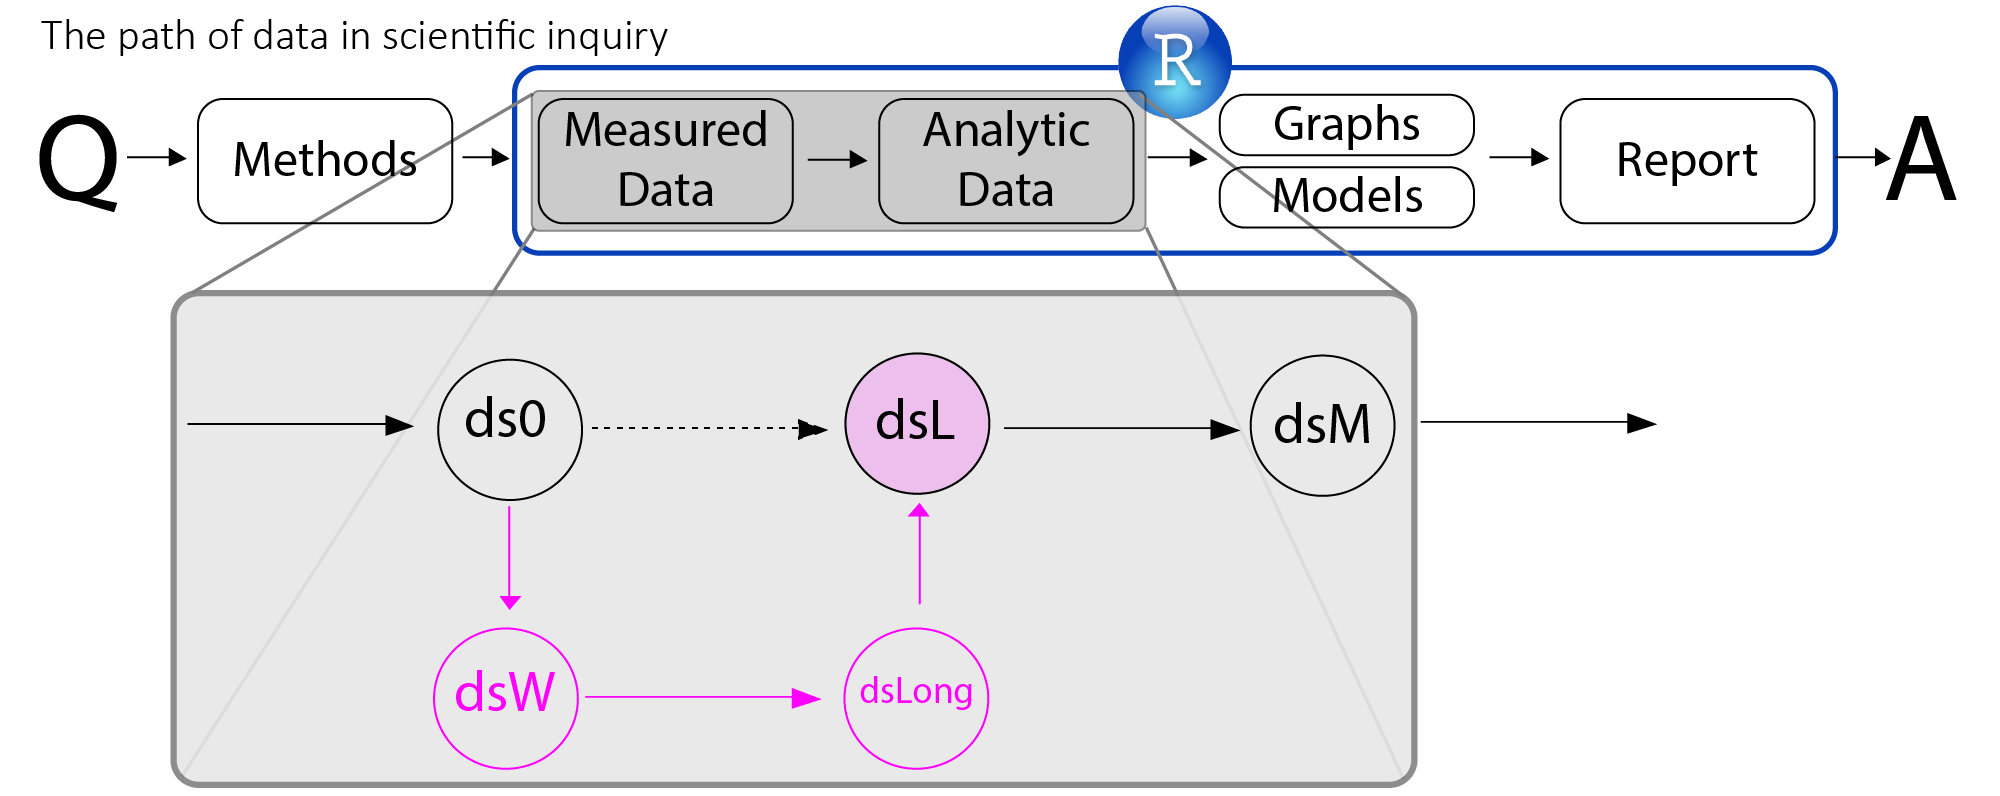 The path of data in scientific inquiry
R
Q
Methods
Measured
Data
Analytic
Data
Graphs
Models
Report
A
ds0
dsL
dsM
dsW
dsLong